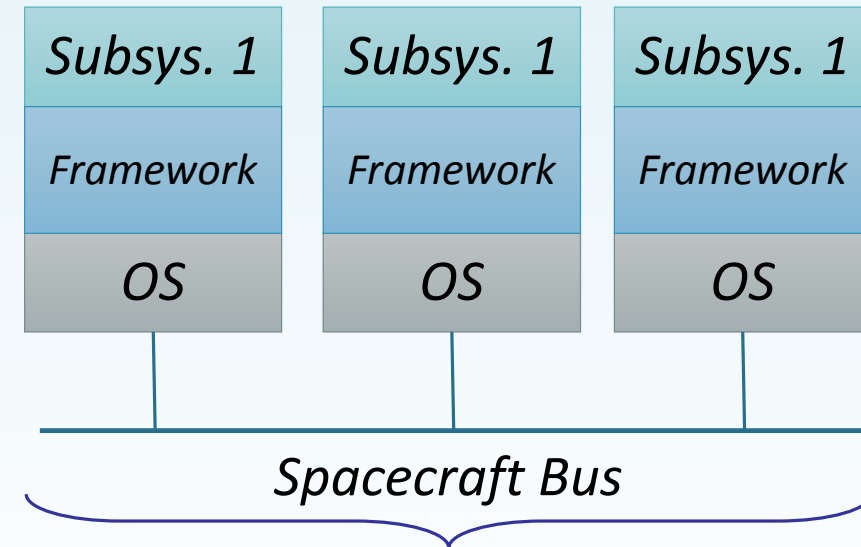 Subsys. 1 Subsys. 1 Subsys. 1
Framework Framework Framework
OS OS OS
Spacecraft Bus